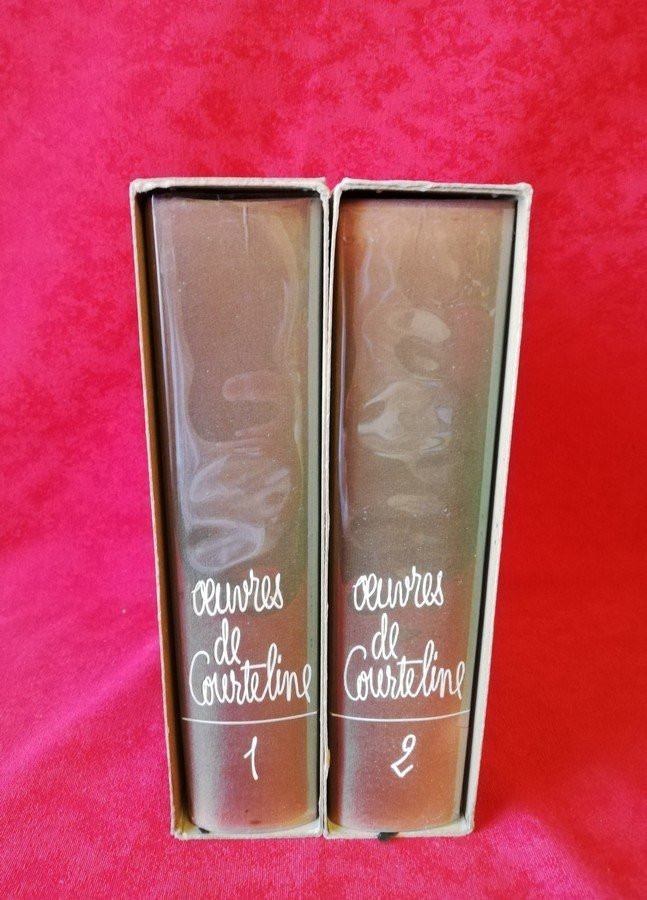 œuvres
de
Courteline
1
œuvres
de
Courteline
2